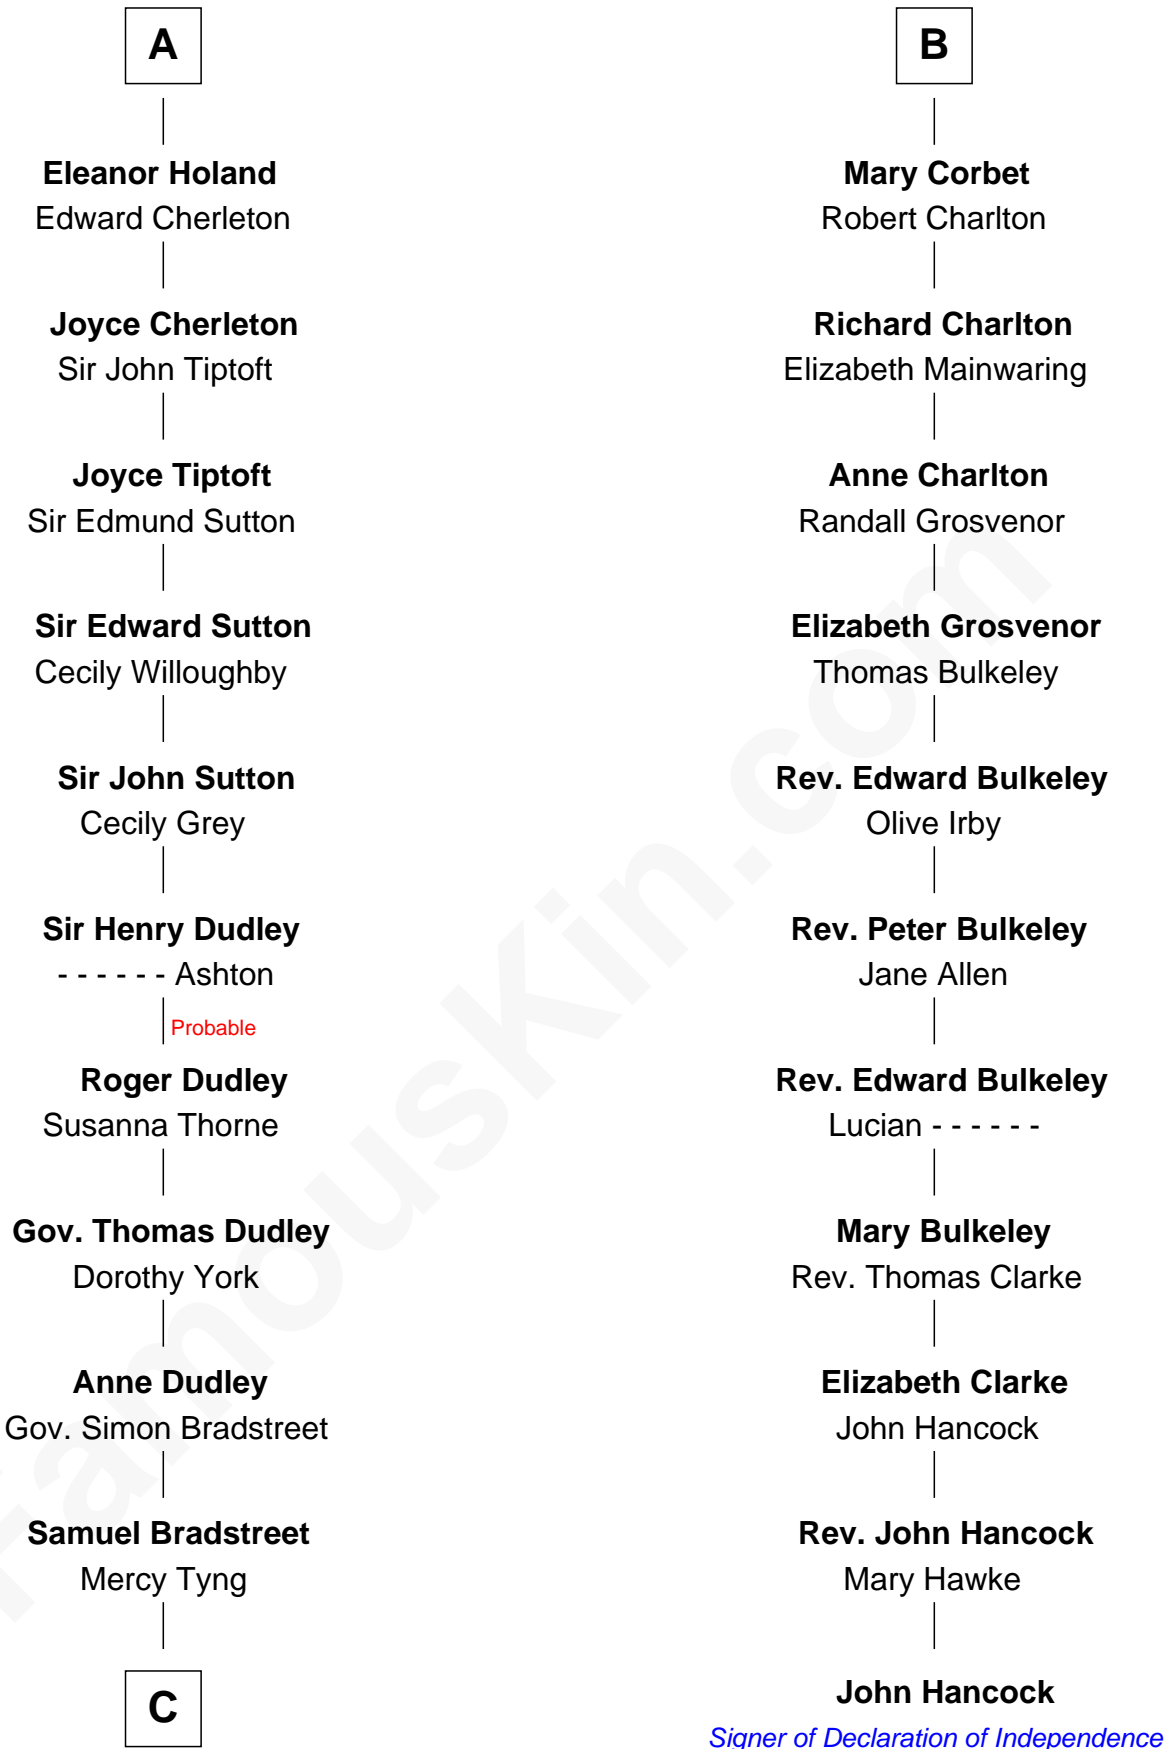 A
Eleanor Holand
Edward Cherleton
Joyce Cherleton
Sir John Tiptoft
Joyce Tiptoft
Sir Edmund Sutton
Sir Edward Sutton
Cecily Willoughby
Sir John Sutton
Cecily Grey
Sir Henry Dudley
- - - - - - Ashton
Probable
Roger Dudley
Susanna Thorne
Gov. Thomas Dudley
Dorothy York
Anne Dudley
Gov. Simon Bradstreet
Samuel Bradstreet
Mercy Tyng
C
B
Mary Corbet
Robert Charlton
Richard Charlton
Elizabeth Mainwaring
Anne Charlton
Randall Grosvenor
Elizabeth Grosvenor
Thomas Bulkeley
Rev. Edward Bulkeley
Olive Irby
Rev. Peter Bulkeley
Jane Allen
Rev. Edward Bulkeley
Lucian - - - - - -
Mary Bulkeley
Rev. Thomas Clarke
Elizabeth Clarke
John Hancock
Rev. John Hancock
Mary Hawke
John Hancock
Signer of Declaration of Independence
FamousKin.com